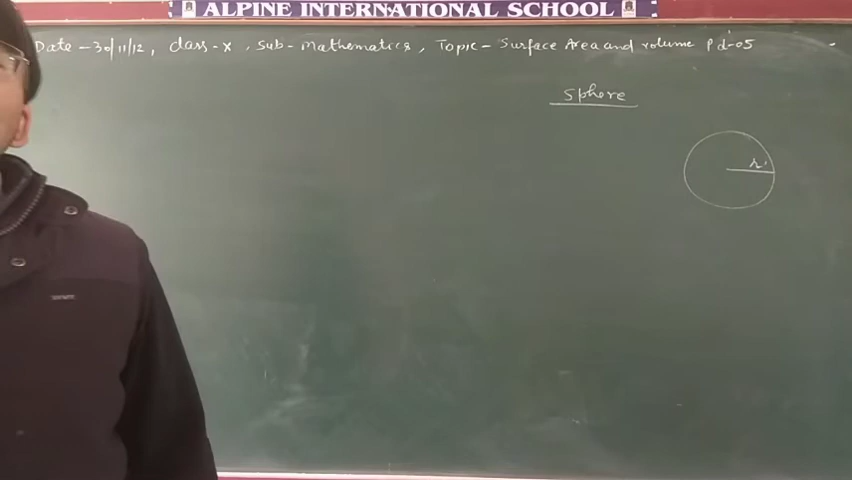 ALPINE INTERNATIONAL SCHOOL
Date - 30/11/12, class - X, Sub - Mathematics, Topic - Surface Area and volume Pd-05
Sphere
r